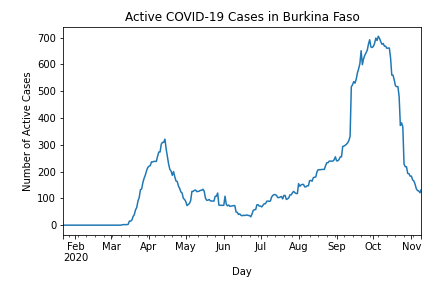 Active COVID-19 Cases in Burkina Faso
Number of Active Cases
700
600
500
400
300
200
100
0
Feb Mar Apr May Jun Jul Aug Sep Oct Nov
2020
Day